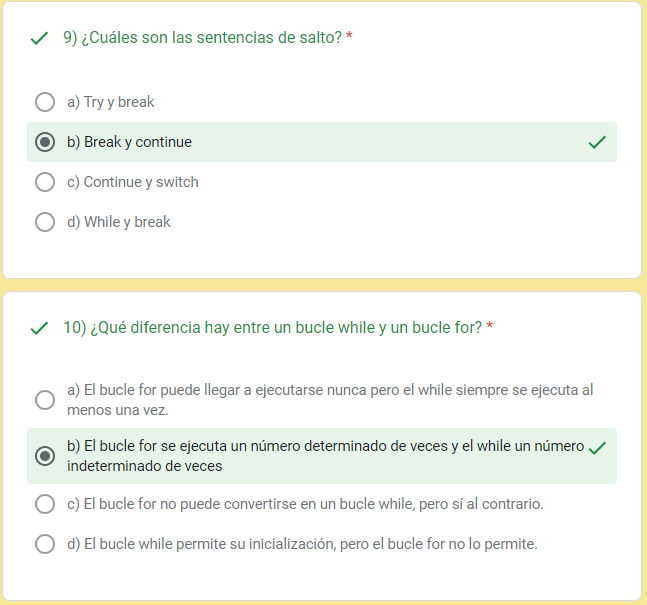 9) ¿Cuáles son las sentencias de salto? *
a) Try y break
b) Break y continue
c) Continue y switch
d) While y break
10) ¿Qué diferencia hay entre un bucle while y un bucle for? *
a) El bucle for puede llegar a ejecutarse nunca pero el while siempre se ejecuta al
menos una vez.
b) El bucle for se ejecuta un número determinado de veces y el while un número
indeterminado de veces
c) El bucle for no puede convertirse en un bucle while, pero sí al contrario.
d) El bucle while permite su inicialización, pero el bucle for no lo permite.